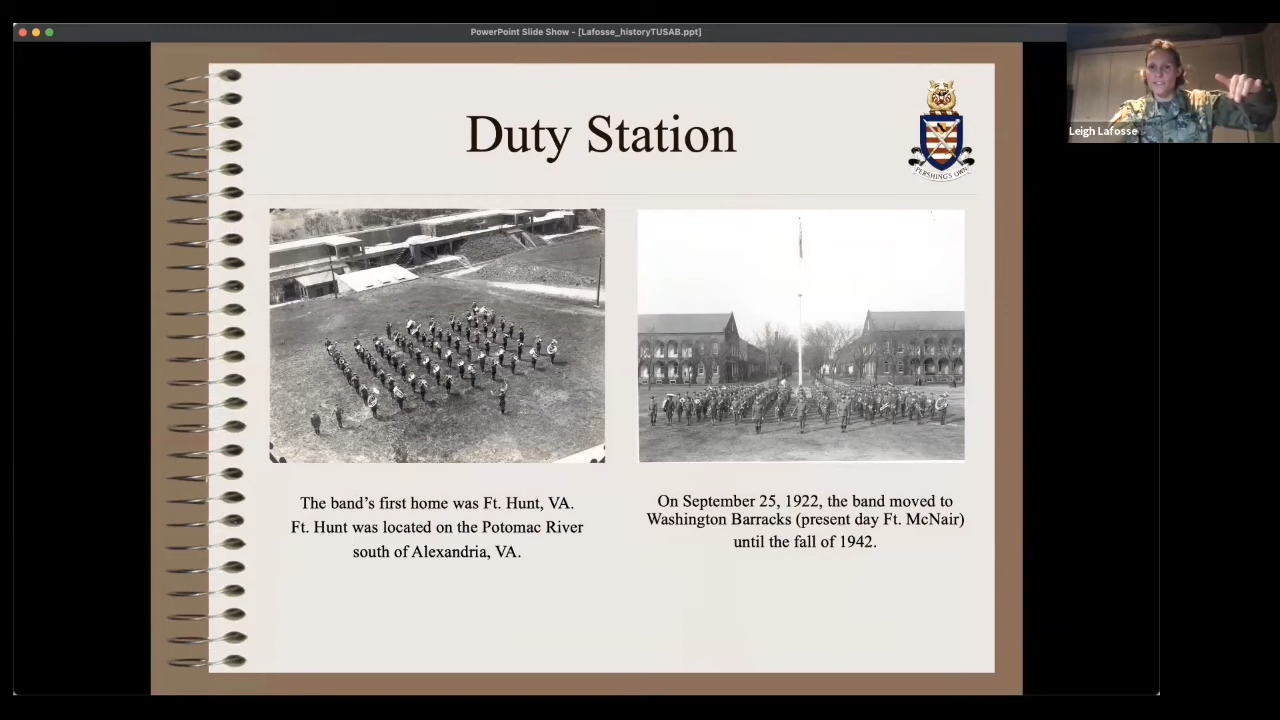 PowerPoint Slide Show - [Lafosse_historyTUSAB.ppt]
Leigh Lafosse
Duty Station
PERSHING'S OWN
The band’s first home was Ft. Hunt, VA.
Ft. Hunt was located on the Potomac River
south of Alexandria, VA.
On September 25, 1922, the band moved to
Washington Barracks (present day Ft. McNair)
until the fall of 1942.